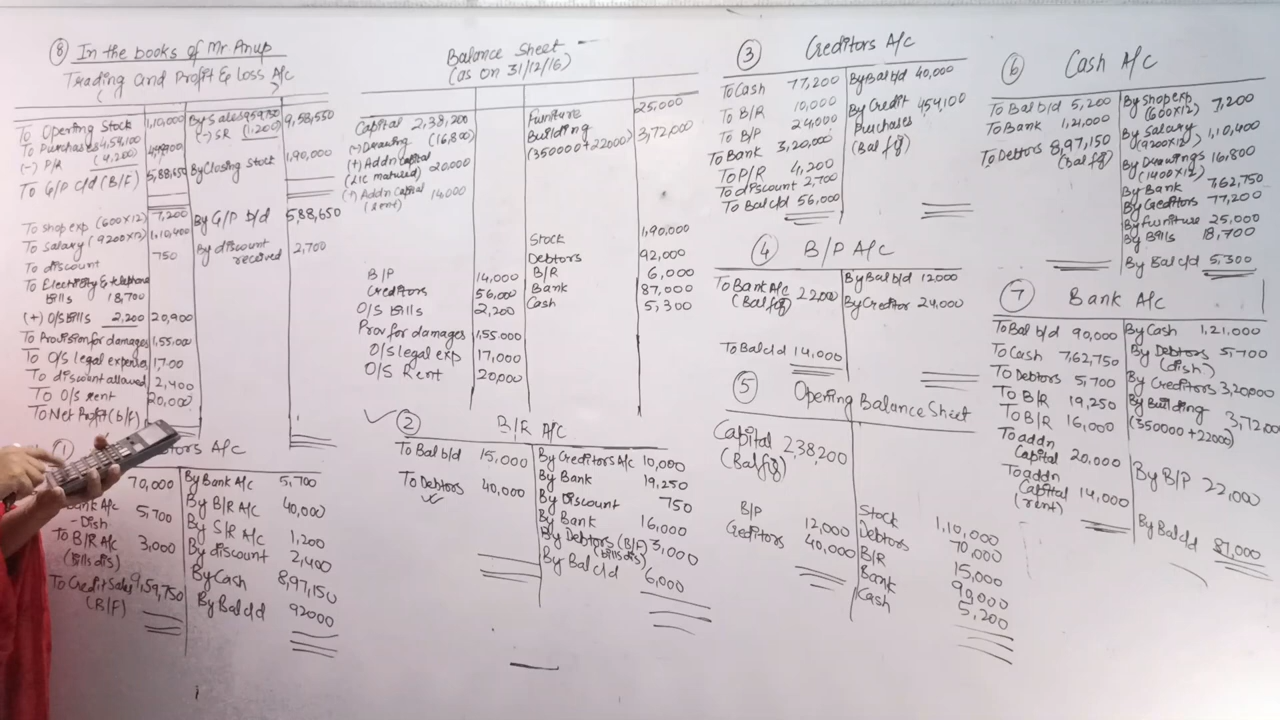 ⑧ In the books of Mr Anup
Trading and Profit & Loss A/c
To Opening Stock 1,10,000 By Sales 9,59,750
(-) SR (1,200) 9,58,550
To Purchases 4,54,100
(-) P/R (4,200)
To G/P c/d (B/F) 5,88,650 By Closing Stock 1,90,000
To Shop exp (600x12) 7,200 By G/P b/d 5,88,650
To Salary (9200x12) 1,10,400
To discount 750 By discount received 2,700
To Electricity & telephone
Bills 18,700
(+) O/S Bills 2,200 20,900
To Provision for damages 1,55,000
To O/S legal expenses
To discount allowed 2,400
To O/S rent 20,000
To Net Profit (b/f)
Balance Sheet
(as on 31/12/16)
Capital 2,38,200 Furniture 25,000
(-) Drawing (16,800) Building
(+) Addn capital (350000+22000) 3,72,000
(LIC matured) 20,000
(+) Addn Capital
(rent) 14,000
Stock 1,90,000
Debtors 92,000
B/P 14,000 B/R 6,000
Creditors 56,000 Bank 87,000
O/S Bills 2,200 Cash 5,300
Prov for damages 1,55,000
O/S legal exp 17,000
O/S Rent 20,000
③ Creditors A/c
To Cash 77,200 By Bal b/d 40,000
To B/R 10,000 By Credit 454,100
To B/P 24,000 Purchases
To Bank 3,20,000 (Bal fig)
To P/R 4,200
To discount 2,700
To Bal c/d 56,000
④ B/P A/c
To Bank A/c 22,000 By Bal b/d 12000
(Bal fig) By Creditor 24,000
To Bal c/d 14,000
⑤ Opening Balance Sheet
Capital 2,38,200
(Bal fig)
Stock 1,10,000
B/P 12,000 Debtors 70,000
Creditors 40,000 B/R 15,000
Bank 90,000
Cash 5,200
⑥ Cash A/c
To Bal b/d 5,200 By Shop exp 7,200
To Bank 1,21,000 (600x12)
To Debtors 8,97,150 By Salary 1,10,400
(Bal fig) (9200x12)
By Drawings 16,800
(1400x12)
By Bank 7,62,750
By Creditors 77,200
By Furniture 25,000
By Bills 18,700
By Bal c/d 5,300
⑦ Bank A/c
To Bal b/d 90,000 By Cash 1,21,000
To Cash 7,62,750 By Debtors 5,700
(dish)
To Debtors 5,700 By Creditors 3,20,000
To B/R 19,250 By Building 3,72,000
To B/R 16,000 (350000+22000)
To addn
Capital 20,000 By B/P 22,000
To addn
Capital 14,000
(rent) By Bal c/d 87,000
① A/c
70,000 By Bank A/c 5,700
Bank A/c 5,700 By B/R A/c 40,000
- Dish By S/R A/c 1,200
To B/R A/c 3,000 By discount 2,400
(Bills dis) By Cash 8,97,150
To Credit Sales 9,59,750 By Bal c/d 92000
(B/F)
② B/R A/c
To Bal b/d 15,000 By Creditors A/c 10,000
To Debtors 40,000 By Bank 19,250
By Discount 750
By Bank 16,000
By Debtors (B/F) 3,000
(bills dis)
By Bal c/d 6,000